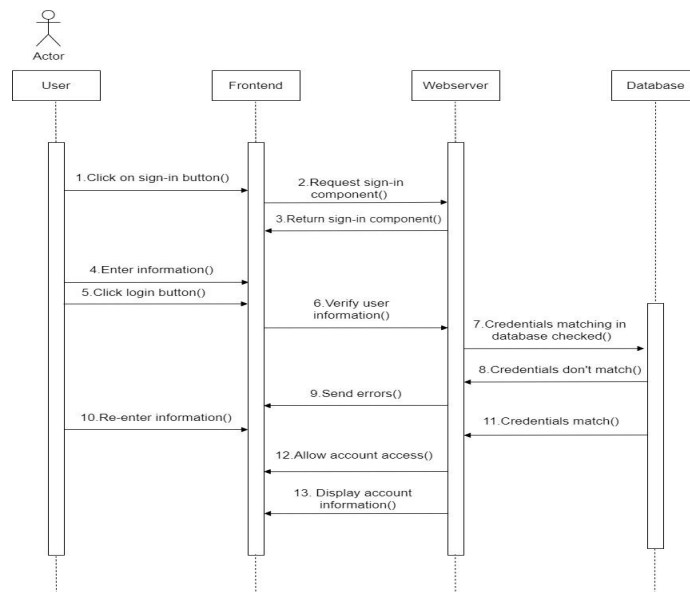 Actor
User
Frontend
Webserver
Database
1.Click on sign-in button()
2.Request sign-in
component()
3.Return sign-in component()
4.Enter information()
5.Click login button()
6.Verify user
information()
7.Credentials matching in
database checked()
8.Credentials don't match()
9.Send errors()
10.Re-enter information()
11.Credentials match()
12.Allow account access()
13. Display account
information()